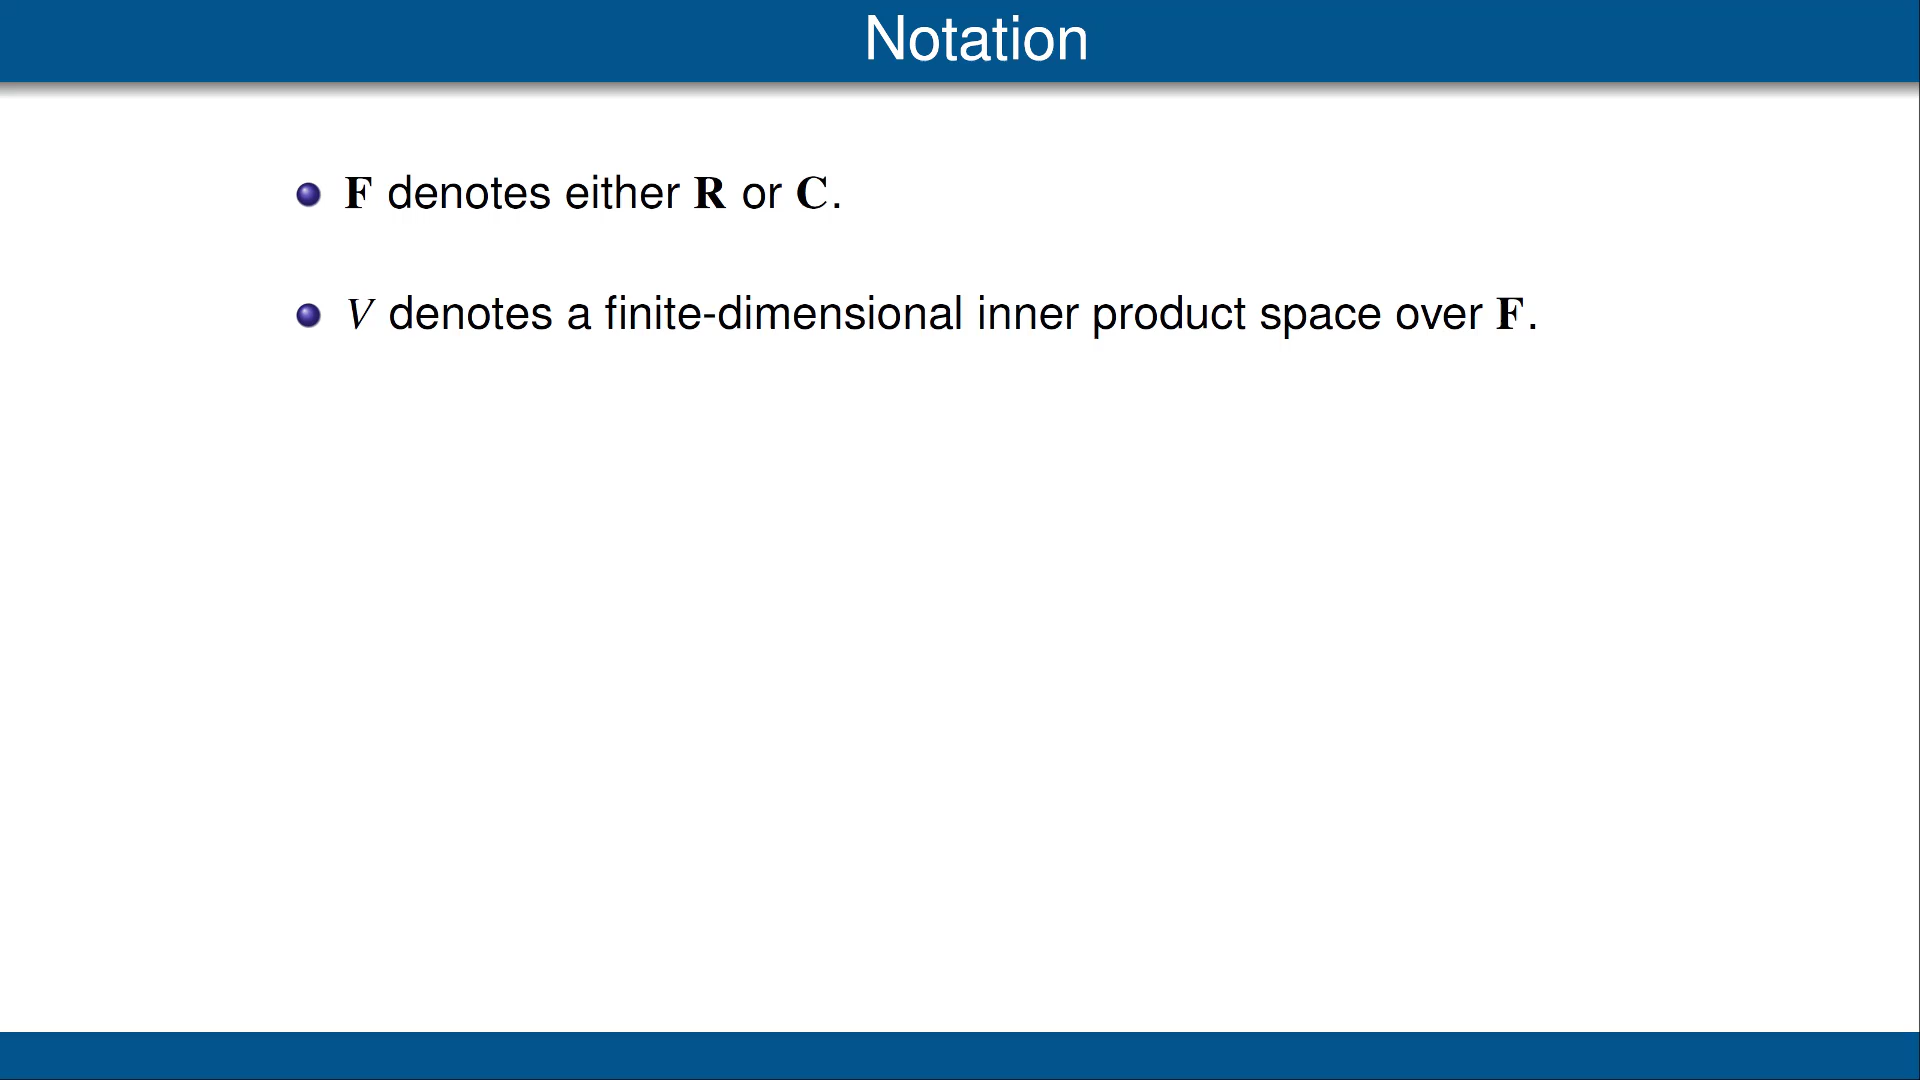 Notation
F denotes either R or C.
V denotes a finite-dimensional inner product space over F.